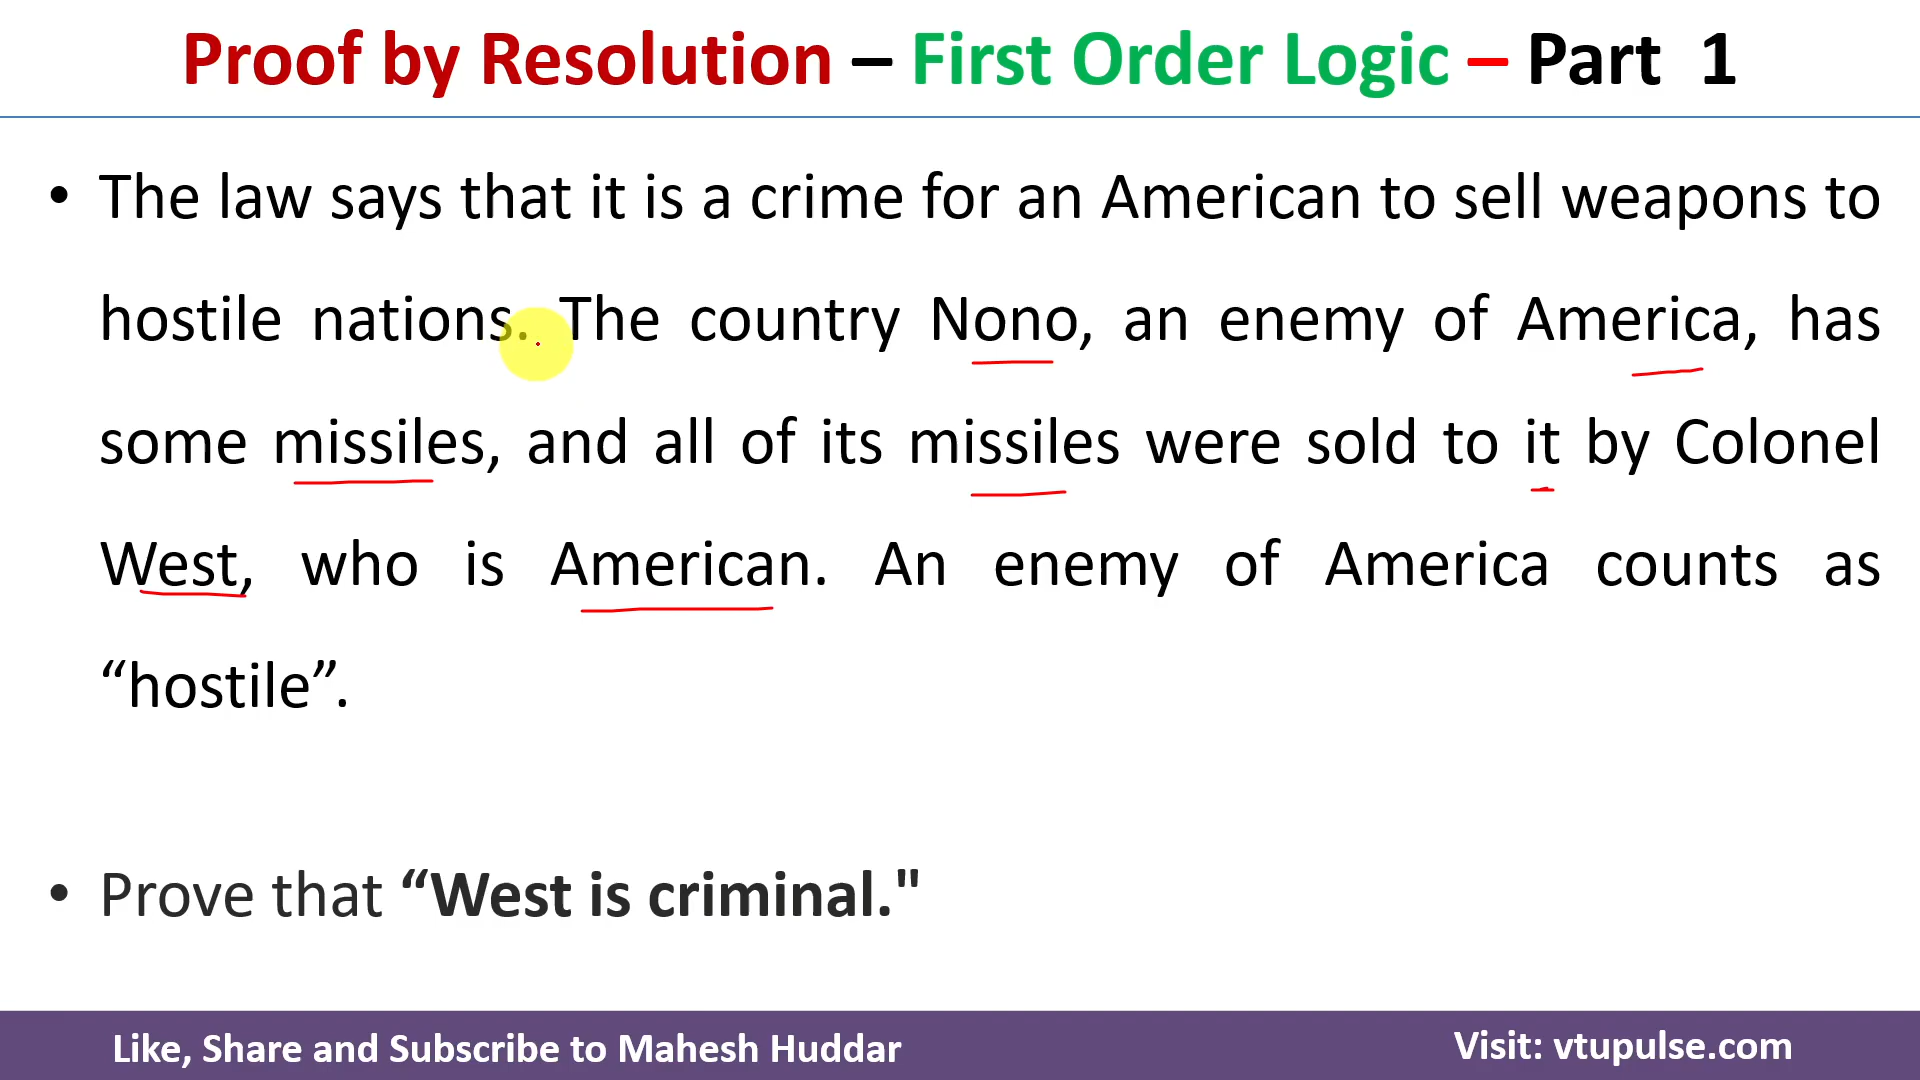 Proof by Resolution – First Order Logic – Part 1
• The law says that it is a crime for an American to sell weapons to
hostile nations. The country Nono, an enemy of America, has
some missiles, and all of its missiles were sold to it by Colonel
West, who is American. An enemy of America counts as
“hostile”.
• Prove that “West is criminal."
Like, Share and Subscribe to Mahesh Huddar
Visit: vtupulse.com